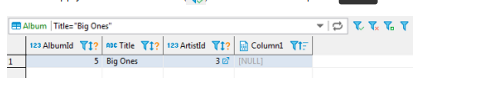 Album Title="Big Ones"
123 AlbumId ABC Title 123 ArtistId Column1
1 5 Big Ones 3 [NULL]